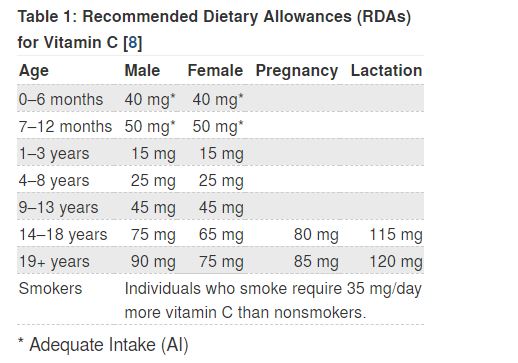 Table 1: Recommended Dietary Allowances (RDAs)
for Vitamin C [8]
Age Male Female Pregnancy Lactation
0–6 months 40 mg* 40 mg*
7–12 months 50 mg* 50 mg*
1–3 years 15 mg 15 mg
4–8 years 25 mg 25 mg
9–13 years 45 mg 45 mg
14–18 years 75 mg 65 mg 80 mg 115 mg
19+ years 90 mg 75 mg 85 mg 120 mg
Smokers Individuals who smoke require 35 mg/day
more vitamin C than nonsmokers.
* Adequate Intake (AI)